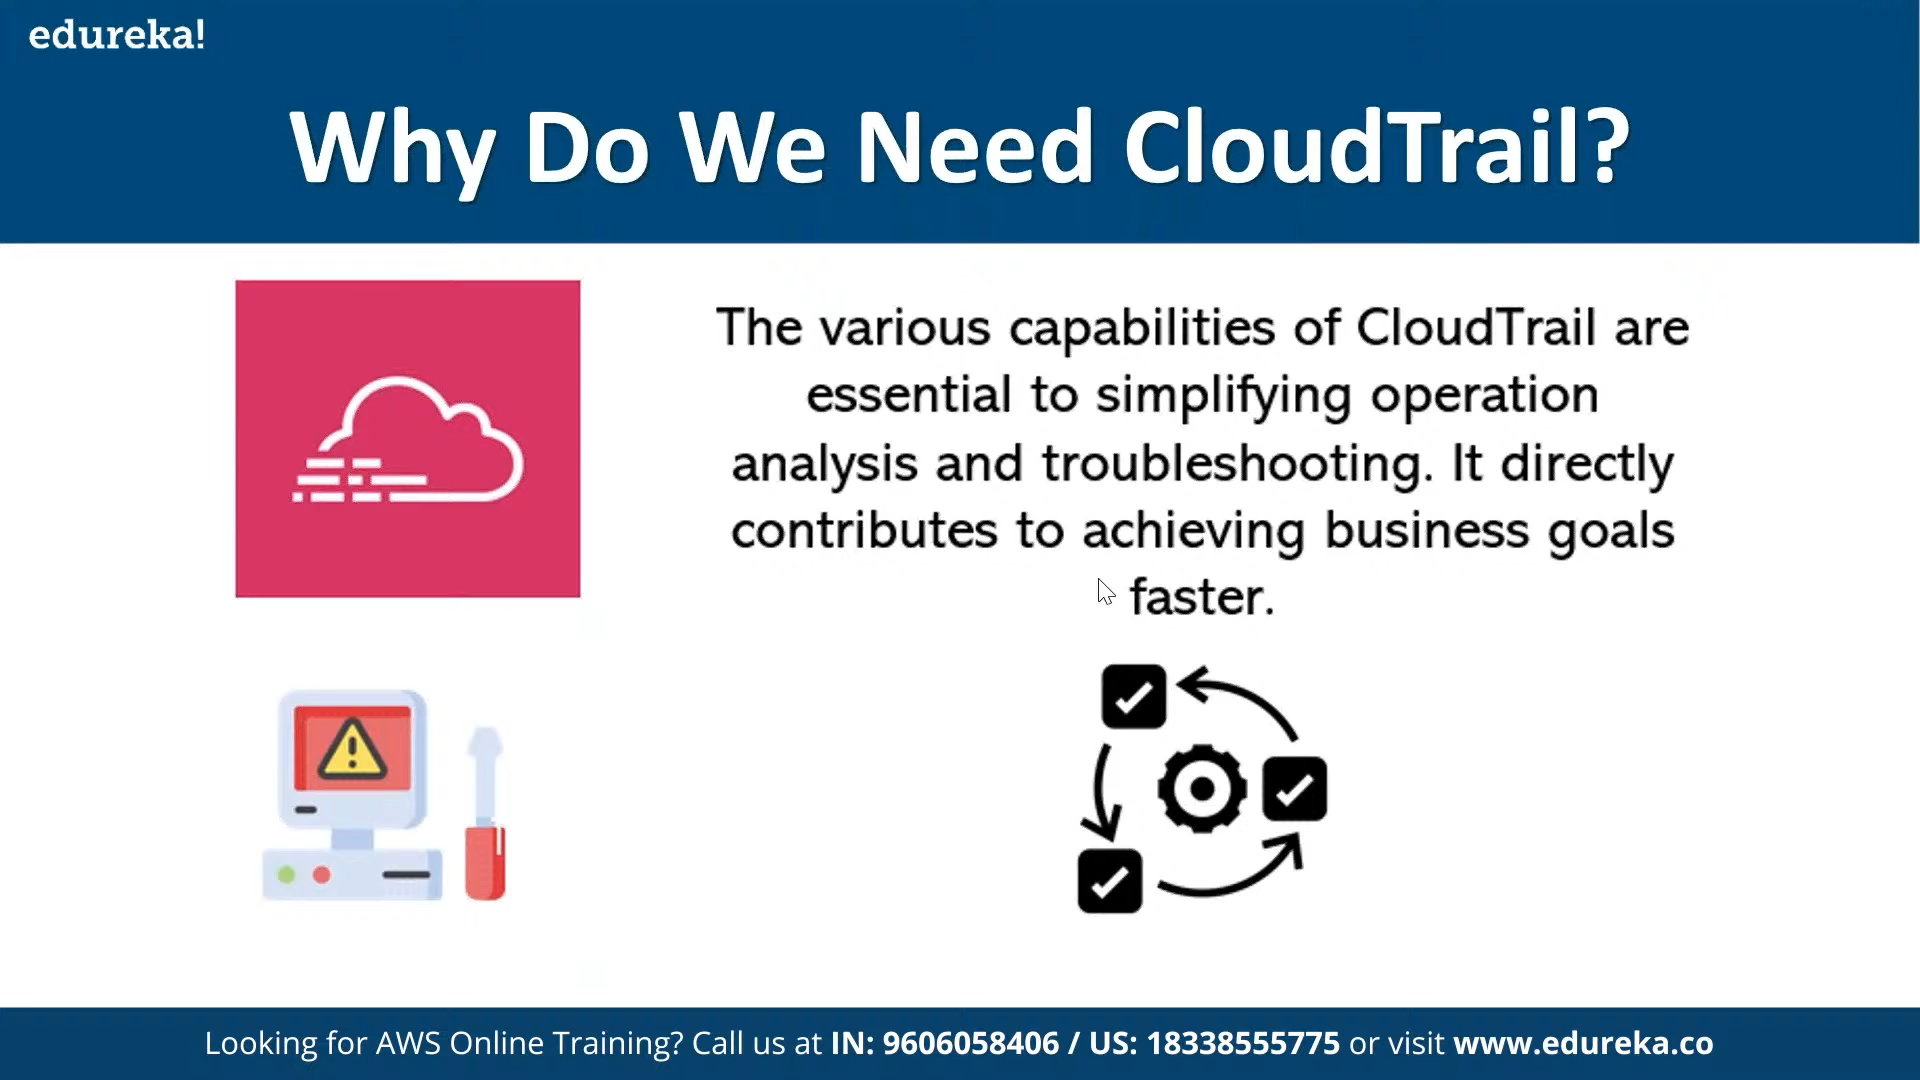 edureka!
Why Do We Need CloudTrail?
The various capabilities of CloudTrail are
essential to simplifying operation
analysis and troubleshooting. It directly
contributes to achieving business goals
faster.
Looking for AWS Online Training? Call us at IN: 9606058406 / US: 18338555775 or visit www.edureka.co